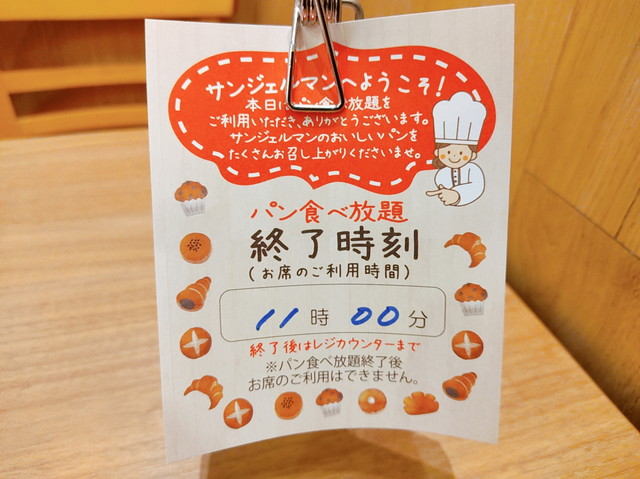 サンジェルマンへようこそ!
本日はパン食べ放題を
ご利用いただき、ありがとうございます。
サンジェルマンのおいしいパンを
たくさんお召し上がりくださいませ。
パン食べ放題
終了時刻
(お席のご利用時間)
11時00分
終了後はレジカウンターまで
※パン食べ放題終了後
お席のご利用はできません。